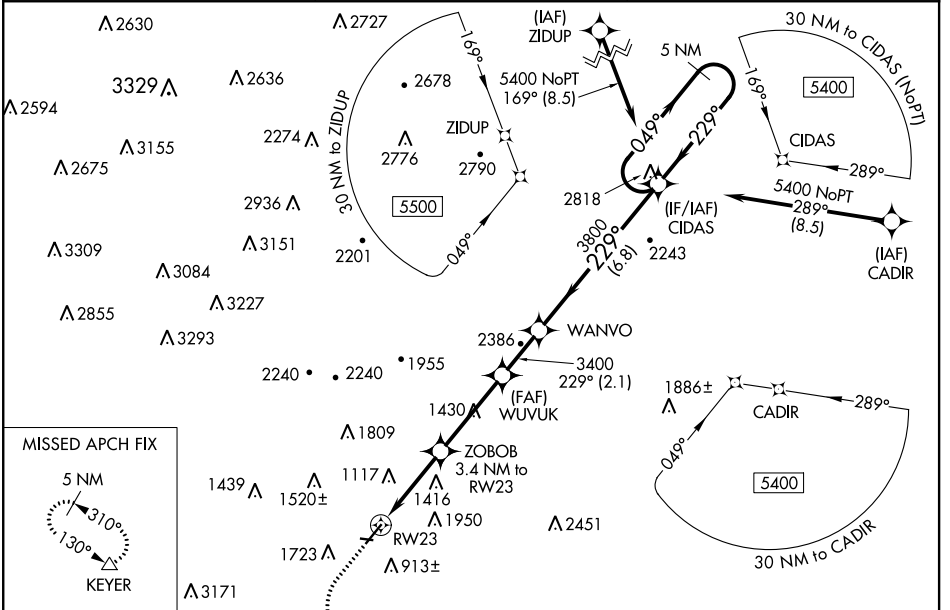 2630
2727
(IAF)
ZIDUP
30 NM to CIDAS (NoPT)
3329
2636
169°
2678
5 NM
5400 NoPT
169° (8.5)
169°
5400
2594
30 NM to ZIDUP
2274
ZIDUP
049°
229°
CIDAS
3155
2776
2790
2675
289°
2936
5500
2818
(IF/IAF)
CIDAS
5400 NoPT
289°
(8.5)
3309
3151
2201
049°
3800
229°
(6.8)
2243
(IAF)
CADIR
3084
2855
3227
3293
2386
WANVO
2240
2240
1955
3400
229° (2.1)
(FAF)
WUVUK
1886±
CADIR
289°
1430
049°
MISSED APCH FIX
1809
ZOBOB
3.4 NM to
RW23
5 NM
1439
1520±
1117
1416
5400
310°
130°
1950
2451
RW23
30 NM to CADIR
KEYER
1723
913±
3171